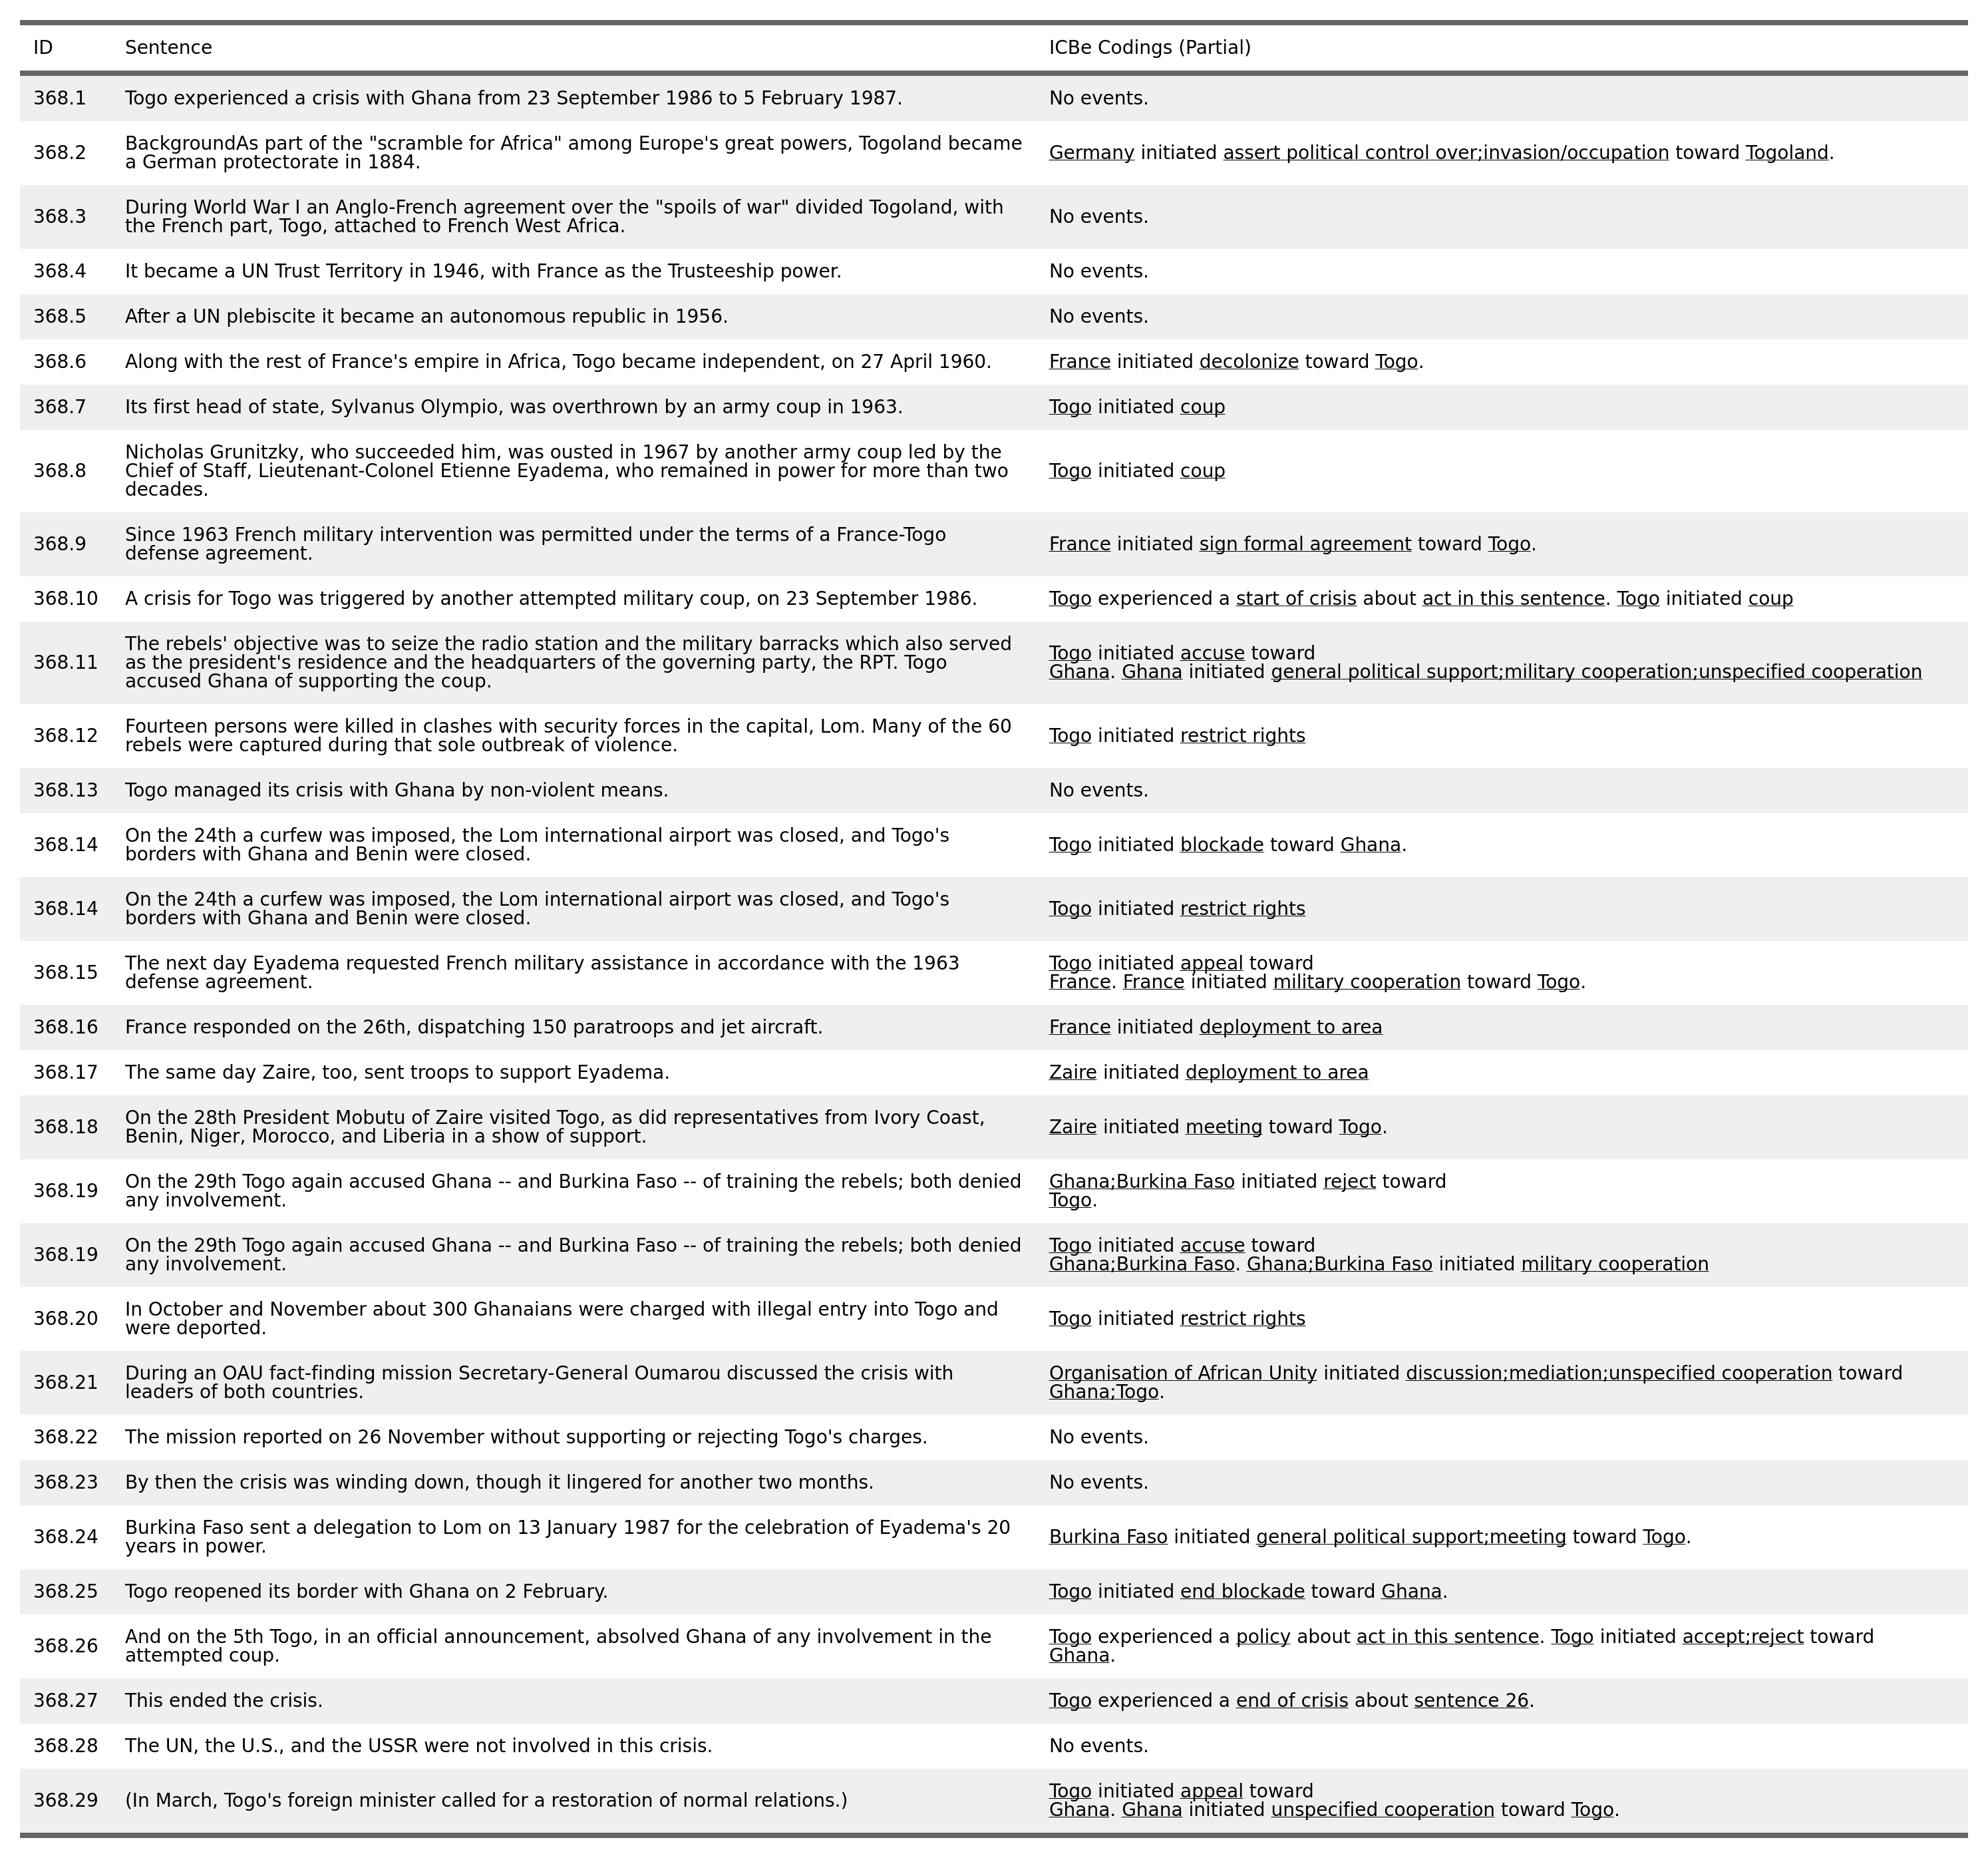 ID Sentence ICBe Codings (Partial)
368.1 Togo experienced a crisis with Ghana from 23 September 1986 to 5 February 1987. No events.
368.2 BackgroundAs part of the "scramble for Africa" among Europe's great powers, Togoland became
a German protectorate in 1884.
Germany initiated assert political control over;invasion/occupation toward Togoland.
368.3 During World War I an Anglo-French agreement over the "spoils of war" divided Togoland, with
the French part, Togo, attached to French West Africa.
No events.
368.4 It became a UN Trust Territory in 1946, with France as the Trusteeship power. No events.
368.5 After a UN plebiscite it became an autonomous republic in 1956. No events.
368.6 Along with the rest of France's empire in Africa, Togo became independent, on 27 April 1960. France initiated decolonize toward Togo.
368.7 Its first head of state, Sylvanus Olympio, was overthrown by an army coup in 1963. Togo initiated coup
368.8 Nicholas Grunitzky, who succeeded him, was ousted in 1967 by another army coup led by the
Chief of Staff, Lieutenant-Colonel Etienne Eyadema, who remained in power for more than two
decades.
Togo initiated coup
368.9 Since 1963 French military intervention was permitted under the terms of a France-Togo
defense agreement.
France initiated sign formal agreement toward Togo.
368.10 A crisis for Togo was triggered by another attempted military coup, on 23 September 1986. Togo experienced a start of crisis about act in this sentence. Togo initiated coup
368.11 The rebels' objective was to seize the radio station and the military barracks which also served
as the president's residence and the headquarters of the governing party, the RPT. Togo
accused Ghana of supporting the coup.
Togo initiated accuse toward
Ghana. Ghana initiated general political support;military cooperation;unspecified cooperation
368.12 Fourteen persons were killed in clashes with security forces in the capital, Lom. Many of the 60
rebels were captured during that sole outbreak of violence.
Togo initiated restrict rights
368.13 Togo managed its crisis with Ghana by non-violent means. No events.
368.14 On the 24th a curfew was imposed, the Lom international airport was closed, and Togo's
borders with Ghana and Benin were closed.
Togo initiated blockade toward Ghana.
368.14 On the 24th a curfew was imposed, the Lom international airport was closed, and Togo's
borders with Ghana and Benin were closed.
Togo initiated restrict rights
368.15 The next day Eyadema requested French military assistance in accordance with the 1963
defense agreement.
Togo initiated appeal toward
France. France initiated military cooperation toward Togo.
368.16 France responded on the 26th, dispatching 150 paratroops and jet aircraft. France initiated deployment to area
368.17 The same day Zaire, too, sent troops to support Eyadema. Zaire initiated deployment to area
368.18 On the 28th President Mobutu of Zaire visited Togo, as did representatives from Ivory Coast,
Benin, Niger, Morocco, and Liberia in a show of support.
Zaire initiated meeting toward Togo.
368.19 On the 29th Togo again accused Ghana -- and Burkina Faso -- of training the rebels; both denied
any involvement.
Ghana;Burkina Faso initiated reject toward
Togo.
368.19 On the 29th Togo again accused Ghana -- and Burkina Faso -- of training the rebels; both denied
any involvement.
Togo initiated accuse toward
Ghana;Burkina Faso. Ghana;Burkina Faso initiated military cooperation
368.20 In October and November about 300 Ghanaians were charged with illegal entry into Togo and
were deported.
Togo initiated restrict rights
368.21 During an OAU fact-finding mission Secretary-General Oumarou discussed the crisis with
leaders of both countries.
Organisation of African Unity initiated discussion;mediation;unspecified cooperation toward
Ghana;Togo.
368.22 The mission reported on 26 November without supporting or rejecting Togo's charges. No events.
368.23 By then the crisis was winding down, though it lingered for another two months. No events.
368.24 Burkina Faso sent a delegation to Lom on 13 January 1987 for the celebration of Eyadema's 20
years in power.
Burkina Faso initiated general political support;meeting toward Togo.
368.25 Togo reopened its border with Ghana on 2 February. Togo initiated end blockade toward Ghana.
368.26 And on the 5th Togo, in an official announcement, absolved Ghana of any involvement in the
attempted coup.
Togo experienced a policy about act in this sentence. Togo initiated accept;reject toward
Ghana.
368.27 This ended the crisis. Togo experienced a end of crisis about sentence 26.
368.28 The UN, the U.S., and the USSR were not involved in this crisis. No events.
368.29 (In March, Togo's foreign minister called for a restoration of normal relations.)
Togo initiated appeal toward
Ghana. Ghana initiated unspecified cooperation toward Togo.